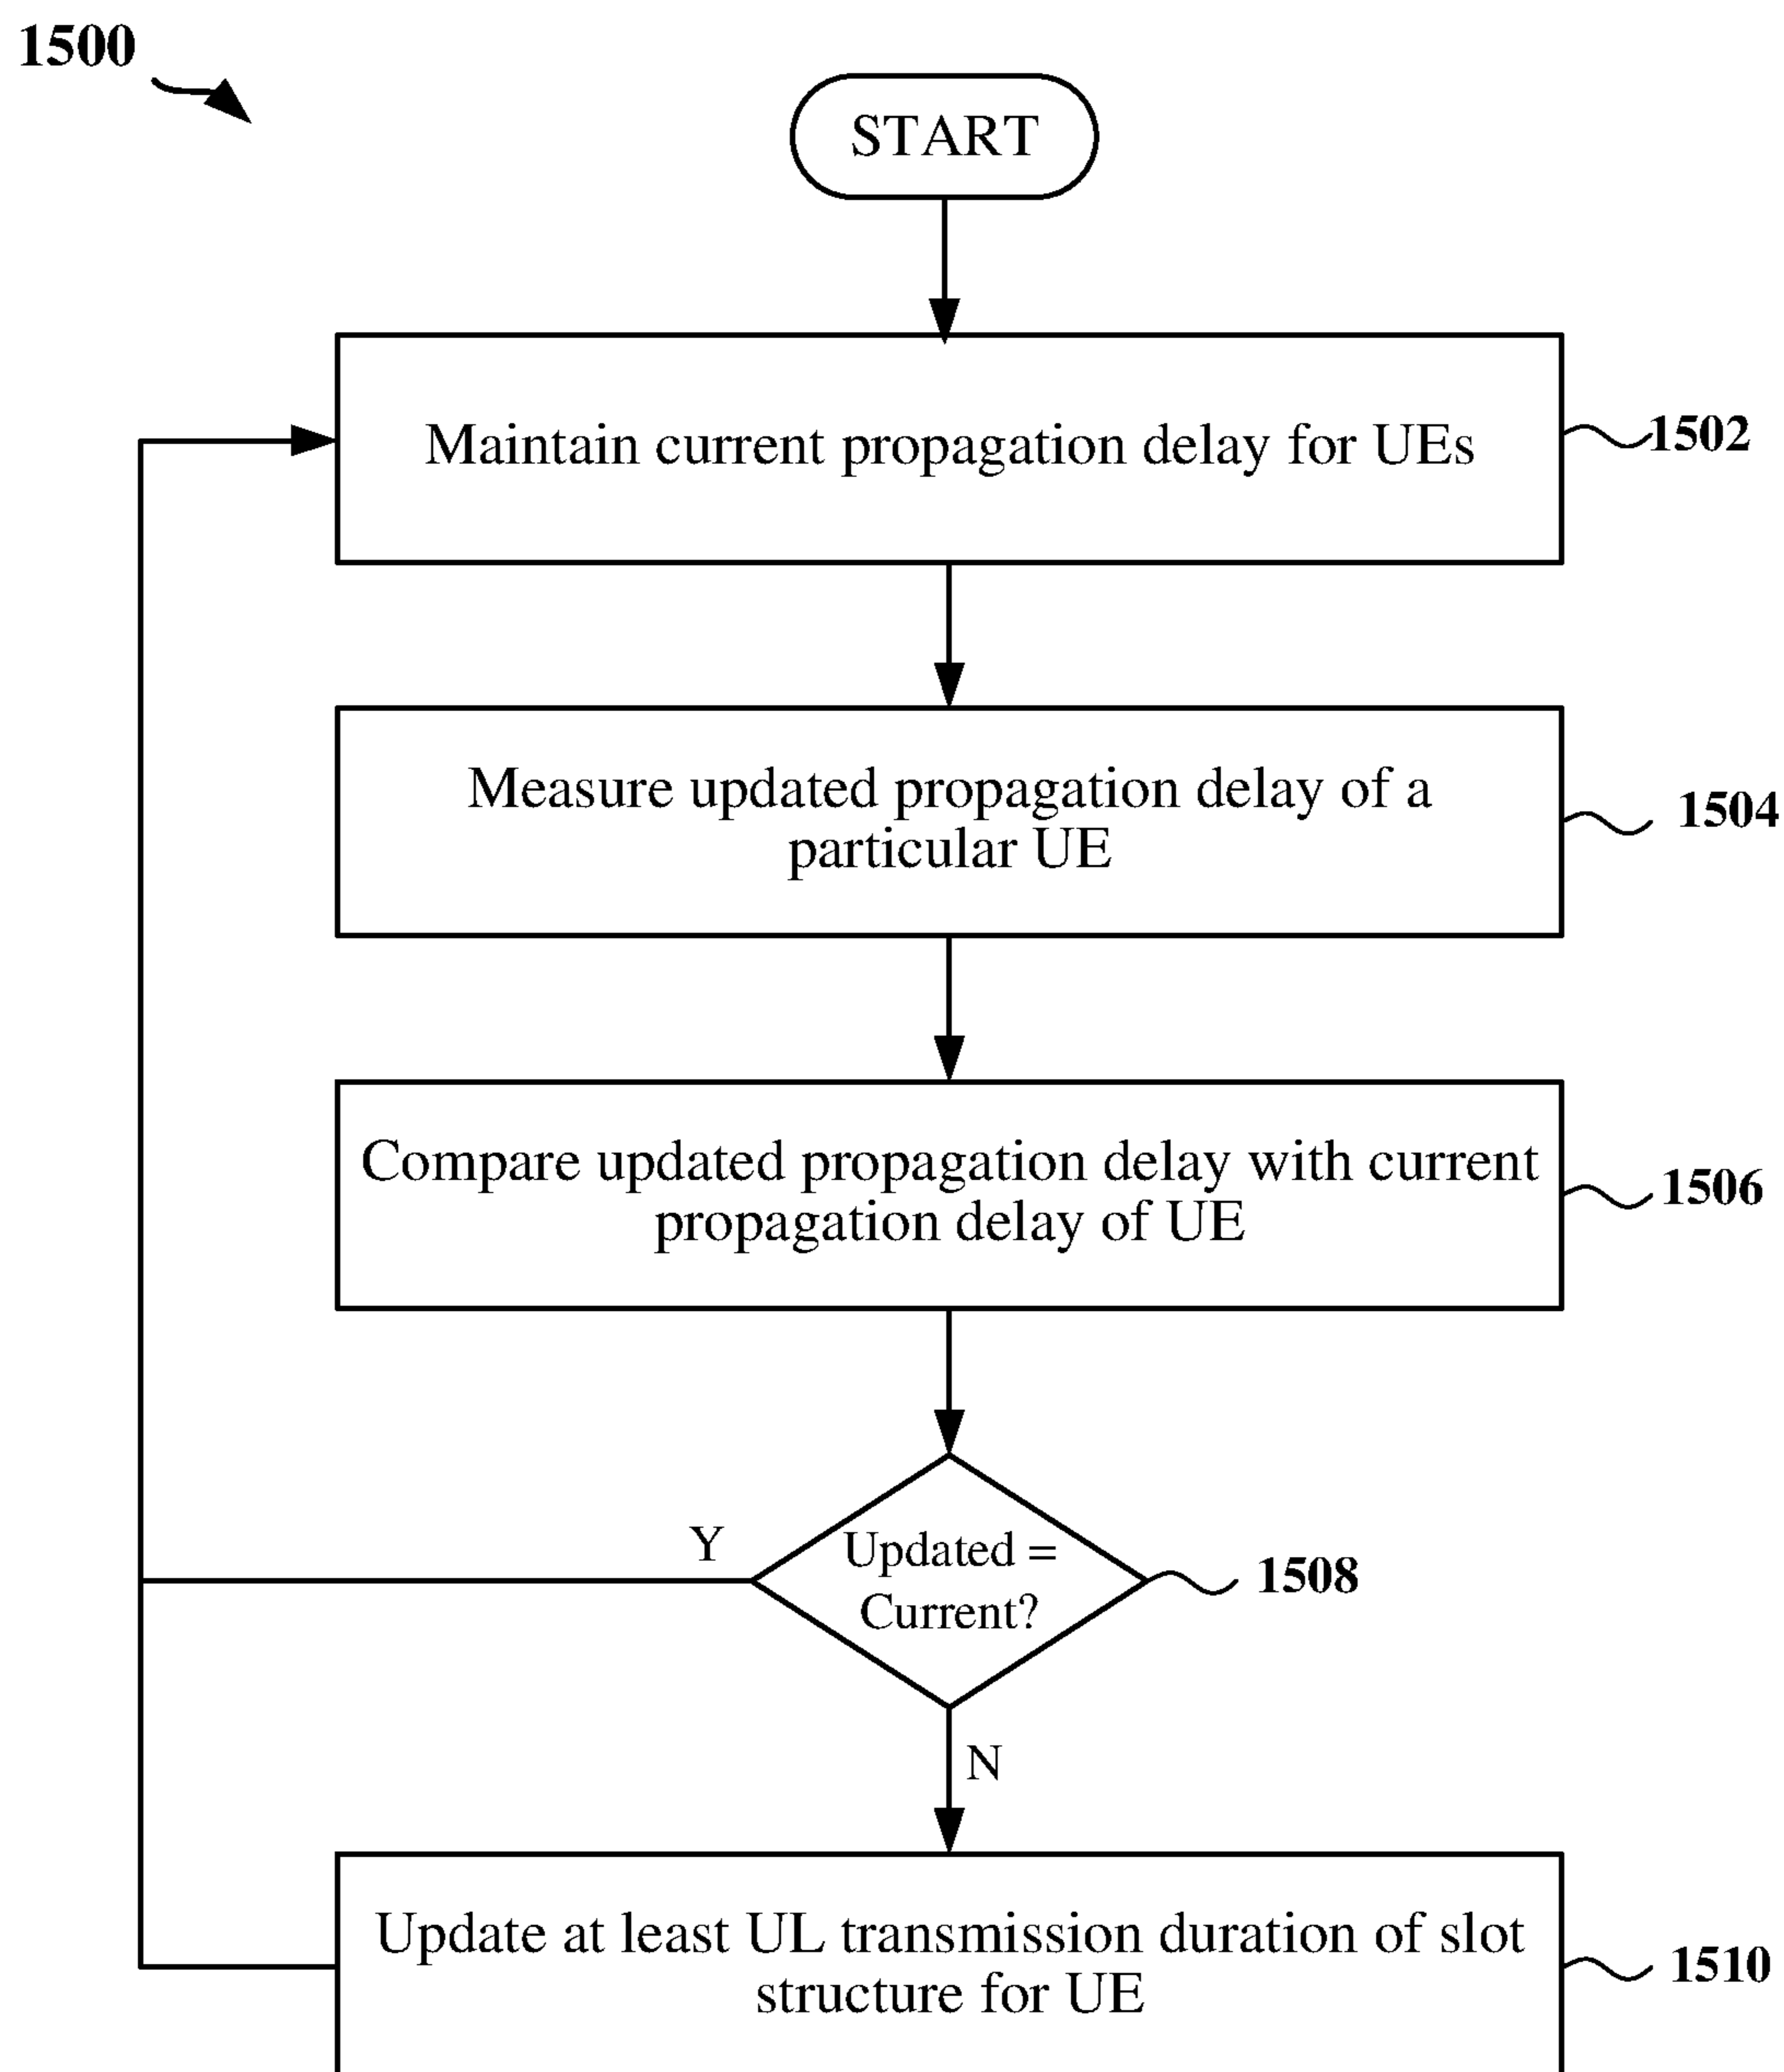 1500
START
Maintain current propagation delay for UEs
1502
Measure updated propagation delay of a
particular UE
1504
Compare updated propagation delay with current
propagation delay of UE
1506
Y
Updated =
Current?
1508
N
Update at least UL transmission duration of slot
structure for UE
1510